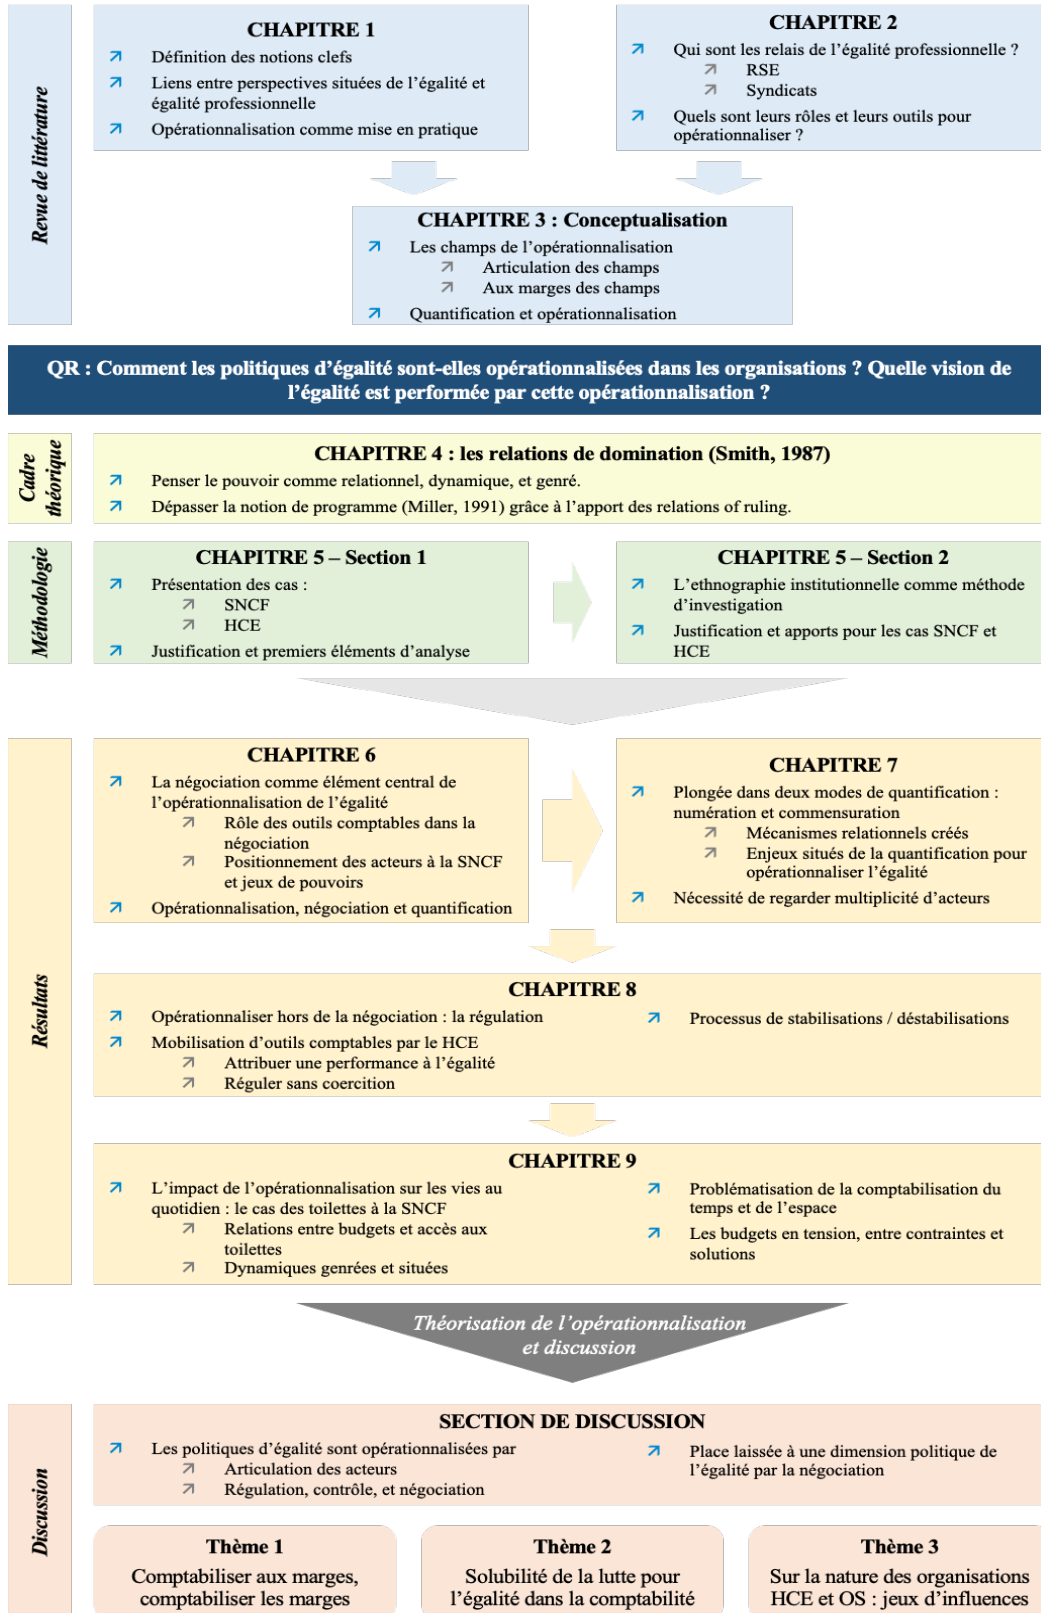 Revue de littérature
CHAPITRE 1
Définition des notions clefs
Liens entre perspectives situées de l'égalité et
égalité professionnelle
Opérationnalisation comme mise en pratique
CHAPITRE 2
Qui sont les relais de l'égalité professionnelle ?
RSE
Syndicats
Quels sont leurs rôles et leurs outils pour
opérationnaliser ?
CHAPITRE 3 : Conceptualisation
Les champs de l'opérationnalisation
Articulation des champs
Aux marges des champs
Quantification et opérationnalisation
QR : Comment les politiques d'égalité sont-elles opérationnalisées dans les organisations ? Quelle vision de
l'égalité est performée par cette opérationnalisation ?
Cadre
théorique
CHAPITRE 4 : les relations de domination (Smith, 1987)
Penser le pouvoir comme relationnel, dynamique, et genré.
Dépasser la notion de programme (Miller, 1991) grâce à l'apport des relations of ruling.
Méthodologie
CHAPITRE 5 – Section 1
Présentation des cas :
SNCF
HCE
Justification et premiers éléments d'analyse
CHAPITRE 5 – Section 2
L'ethnographie institutionnelle comme méthode
d'investigation
Justification et apports pour les cas SNCF et
HCE
Résultats
CHAPITRE 6
La négociation comme élément central de
l'opérationnalisation de l'égalité
Rôle des outils comptables dans la
négociation
Positionnement des acteurs à la SNCF
et jeux de pouvoirs
Opérationnalisation, négociation et quantification
CHAPITRE 7
Plongée dans deux modes de quantification :
numération et commensuration
Mécanismes relationnels créés
Enjeux situés de la quantification pour
opérationnaliser l'égalité
Nécessité de regarder multiplicité d'acteurs
CHAPITRE 8
Opérationnaliser hors de la négociation : la régulation
Mobilisation d'outils comptables par le HCE
Attribuer une performance à l'égalité
Réguler sans coercition
Processus de stabilisations / déstabilisations
CHAPITRE 9
L'impact de l'opérationnalisation sur les vies au
quotidien : le cas des toilettes à la SNCF
Relations entre budgets et accès aux
toilettes
Dynamiques genrées et situées
Problématisation de la comptabilisation du
temps et de l'espace
Les budgets en tension, entre contraintes et
solutions
Théorisation de l'opérationnalisation
et discussion
Discussion
SECTION DE DISCUSSION
Les politiques d'égalité sont opérationnalisées par
Articulation des acteurs
Régulation, contrôle, et négociation
Place laissée à une dimension politique de
l'égalité par la négociation
Thème 1
Comptabiliser aux marges,
comptabiliser les marges
Thème 2
Solubilité de la lutte pour
l'égalité dans la comptabilité
Thème 3
Sur la nature des organisations
HCE et OS : jeux d'influences